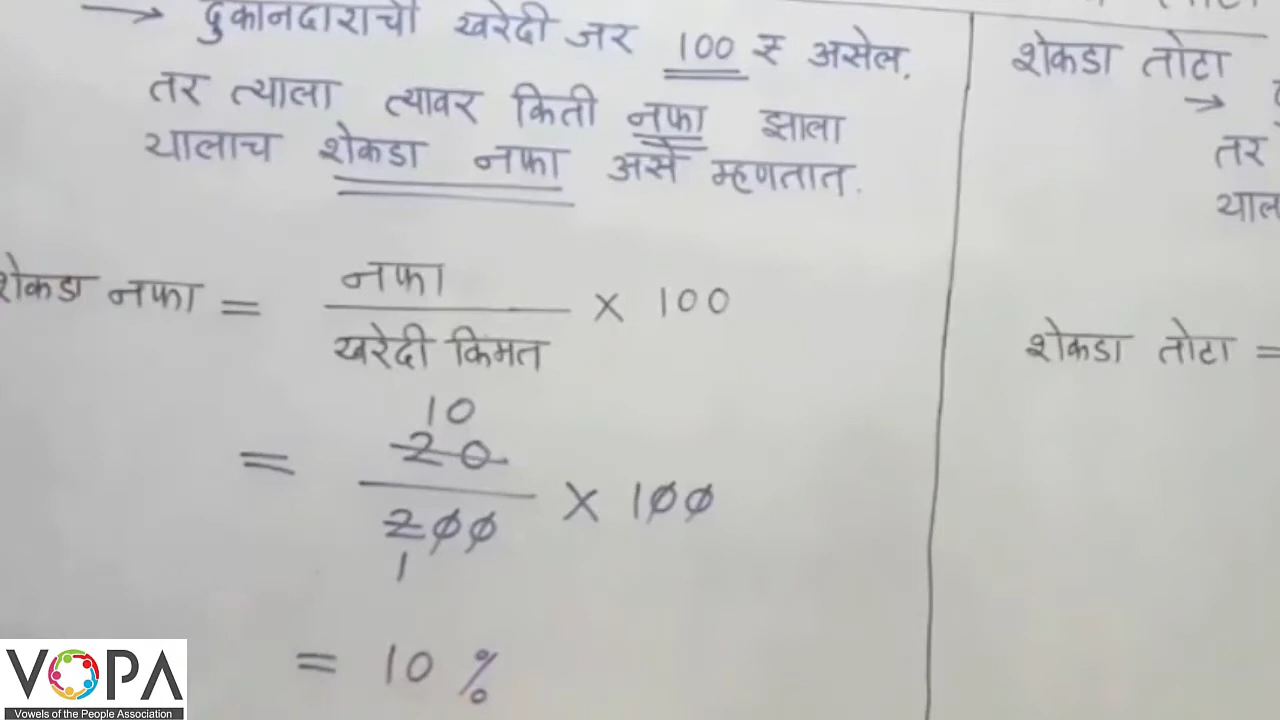 → दुकानदाराची खरेदी जर 100 ₹ असेल.
तर त्याला त्यावर किती नफा झाला
यालाच शेकडा नफा असे म्हणतात.
शेकडा नफा = नफा / खरेदी किंमत × 100
10
= 20 / 200 × 100
1
= 10 %
शेकडा तोटा
→
तर
याल
शेकडा तोटा =
VOPA
Vowels of the People Association